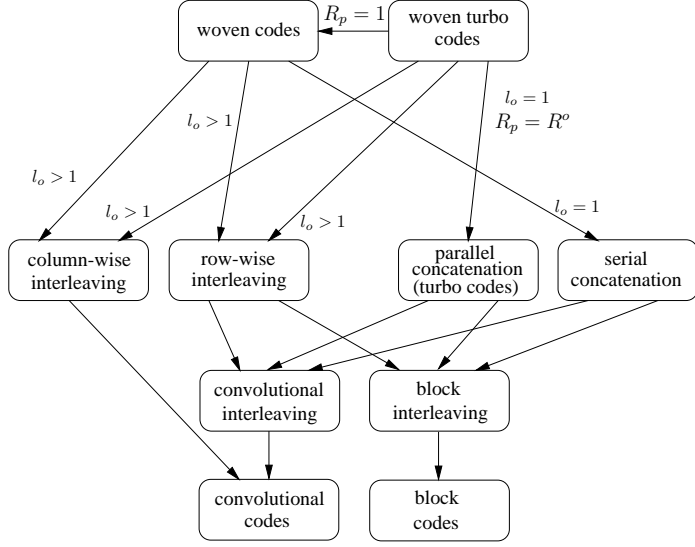 woven codes
R_p = 1
woven turbo
codes
l_o > 1
l_o = 1
R_p = R^o
l_o > 1
l_o > 1
l_o > 1
l_o = 1
column-wise
interleaving
row-wise
interleaving
parallel
concatenation
(turbo codes)
serial
concatenation
convolutional
interleaving
block
interleaving
convolutional
codes
block
codes